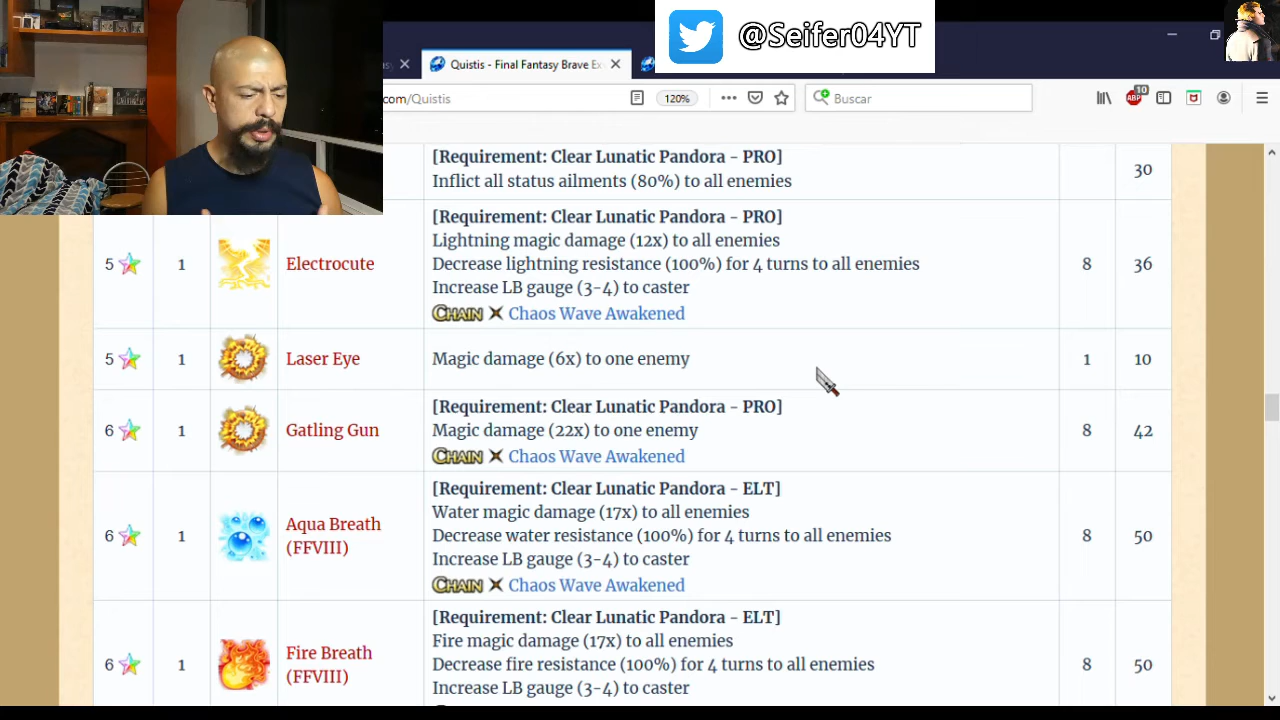 @Seifer04YT
Quistis - Final Fantasy Brave Ex
com/Quistis
120%
Buscar
ABP
10
[Requirement: Clear Lunatic Pandora - PRO]
Inflict all status ailments (80%) to all enemies
30
5
1
Electrocute
[Requirement: Clear Lunatic Pandora - PRO]
Lightning magic damage (12x) to all enemies
Decrease lightning resistance (100%) for 4 turns to all enemies
Increase LB gauge (3-4) to caster
CHAIN Chaos Wave Awakened
8
36
5
1
Laser Eye
Magic damage (6x) to one enemy
1
10
6
1
Gatling Gun
[Requirement: Clear Lunatic Pandora - PRO]
Magic damage (22x) to one enemy
CHAIN Chaos Wave Awakened
8
42
6
1
Aqua Breath
(FFVIII)
[Requirement: Clear Lunatic Pandora - ELT]
Water magic damage (17x) to all enemies
Decrease water resistance (100%) for 4 turns to all enemies
Increase LB gauge (3-4) to caster
CHAIN Chaos Wave Awakened
8
50
6
1
Fire Breath
(FFVIII)
[Requirement: Clear Lunatic Pandora - ELT]
Fire magic damage (17x) to all enemies
Decrease fire resistance (100%) for 4 turns to all enemies
Increase LB gauge (3-4) to caster
8
50